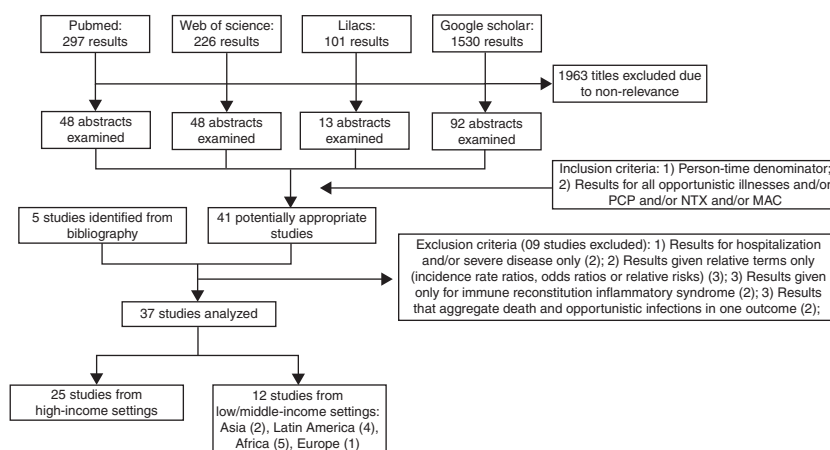 Pubmed:
297 results
Web of science:
226 results
Lilacs:
101 results
Google scholar:
1530 results
1963 titles excluded due
to non-relevance
48 abstracts
examined
48 abstracts
examined
13 abstracts
examined
92 abstracts
examined
Inclusion criteria: 1) Person-time denominator;
2) Results for all opportunistic illnesses and/or
PCP and/or NTX and/or MAC
5 studies identified from
bibliography
41 potentially appropriate
studies
Exclusion criteria (09 studies excluded): 1) Results for hospitalization
and/or severe disease only (2); 2) Results given relative terms only
(incidence rate ratios, odds ratios or relative risks) (3); 3) Results given
only for immune reconstitution inflammatory syndrome (2); 3) Results
that aggregate death and opportunistic infections in one outcome (2);
37 studies analyzed
25 studies from
high-income settings
12 studies from
low/middle-income settings:
Asia (2), Latin America (4),
Africa (5), Europe (1)